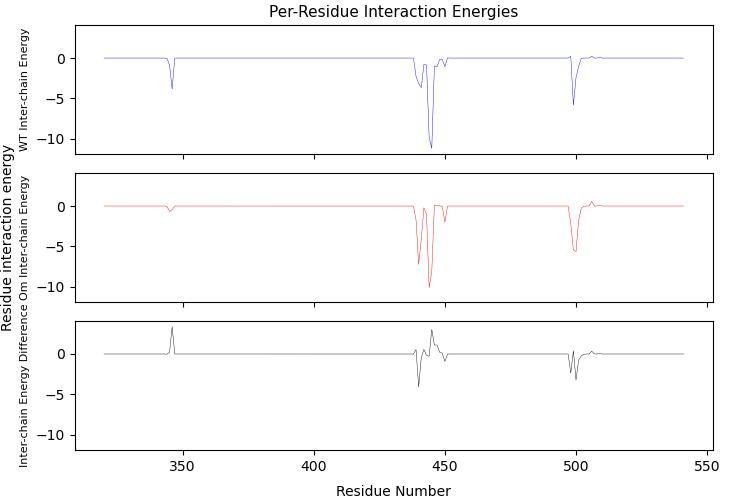 Per-Residue Interaction Energies
WT Inter-chain Energy
0
−5
−10
Om Inter-chain Energy
0
−5
−10
Residue interaction energy
Inter-chain Energy Difference
0
−5
−10
350
400
450
500
550
Residue Number